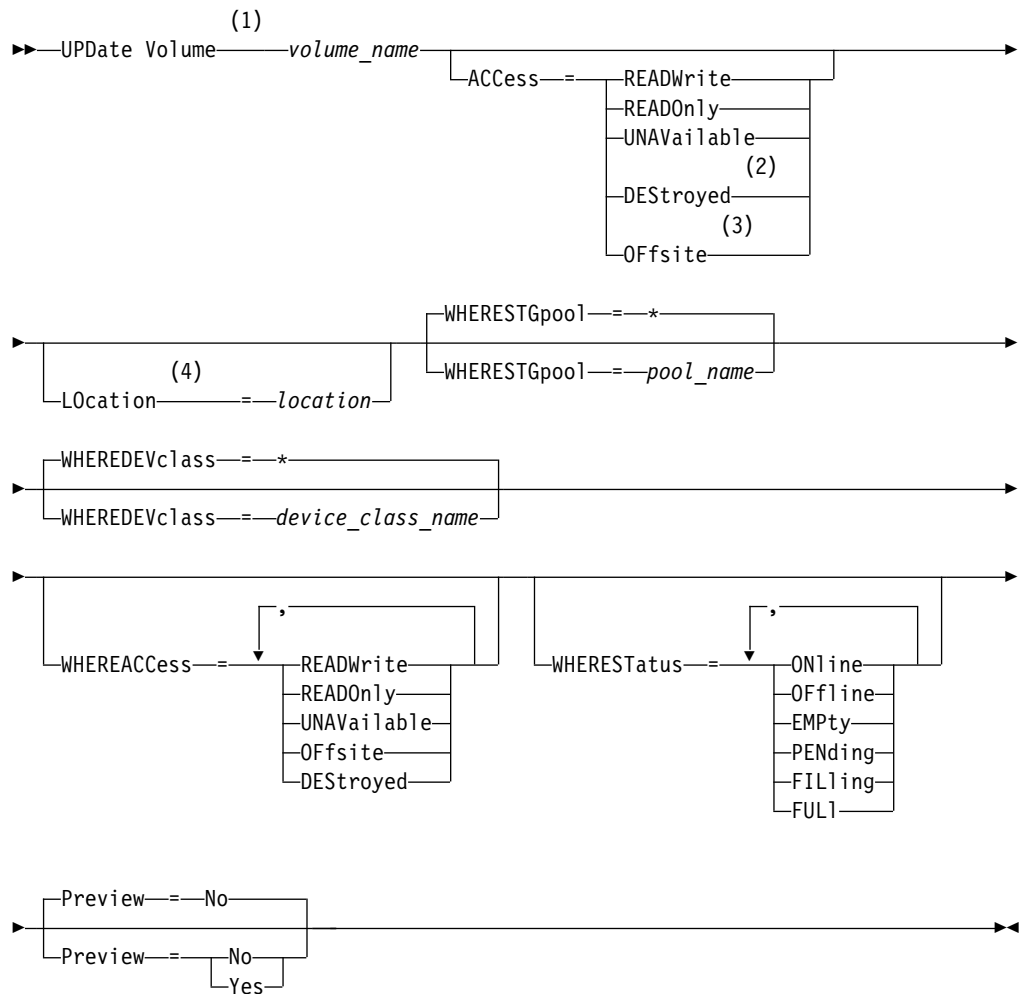 (1)
UPDate Volume volume_name
ACCess = READWrite
READOnly
UNAVailable
(2)
DEStroyed
(3)
OFfsite
WHERESTGpool = *
(4)
WHERESTGpool = pool_name
LOcation = location
WHEREDEVclass = *
WHEREDEVclass = device_class_name
, ,
WHEREACCess = READWrite WHERESTatus = ONline
READOnly OFfline
UNAVailable EMPty
OFfsite PENding
DEStroyed FILling
FULl
Preview = No
Preview = No
Yes